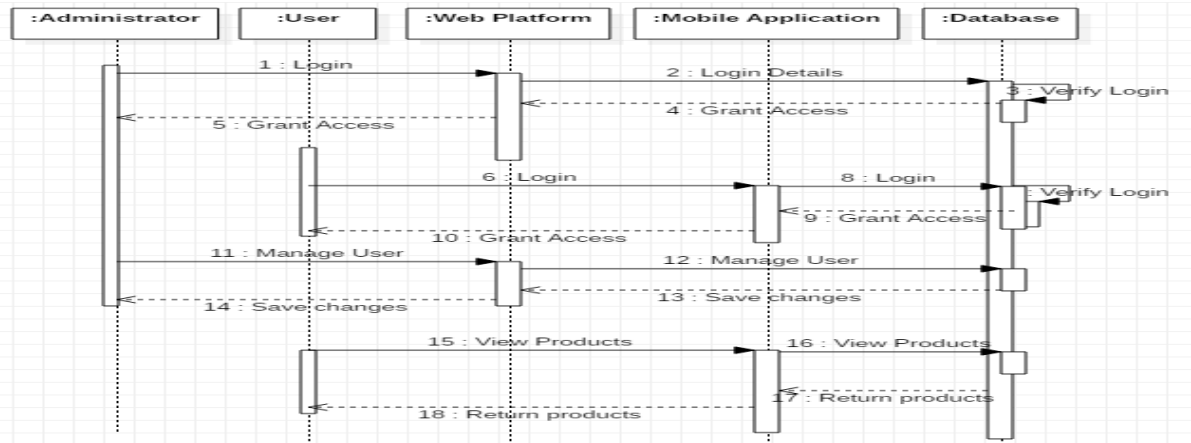 :Administrator
:User
:Web Platform
:Mobile Application
:Database
1 : Login
2 : Login Details
3 : Verify Login
4 : Grant Access
5 : Grant Access
6 : Login
8 : Login
: Verify Login
9 : Grant Access
10 : Grant Access
11 : Manage User
12 : Manage User
13 : Save changes
14 : Save changes
15 : View Products
16 : View Products
17 : Return products
18 : Return products